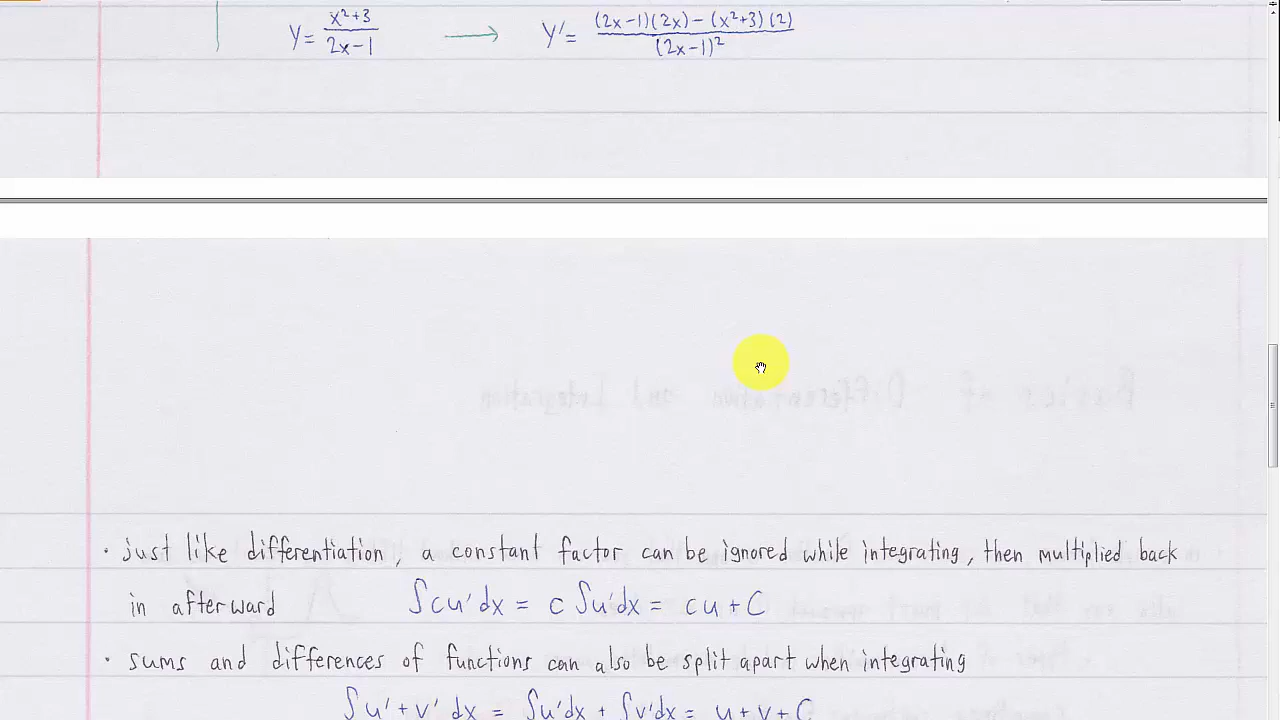 Y = (x²+3)/(2x-1) → Y' = ((2x-1)(2x) - (x²+3)(2))/(2x-1)²
Basics of Differentiation and Integration
· just like differentiation, a constant factor can be ignored while integrating, then multiplied back
in afterward ∫cu'dx = c∫u'dx = cu + C
· sums and differences of functions can also be split apart when integrating
∫u' + v' dx = ∫u'dx + ∫v'dx = u + v + C